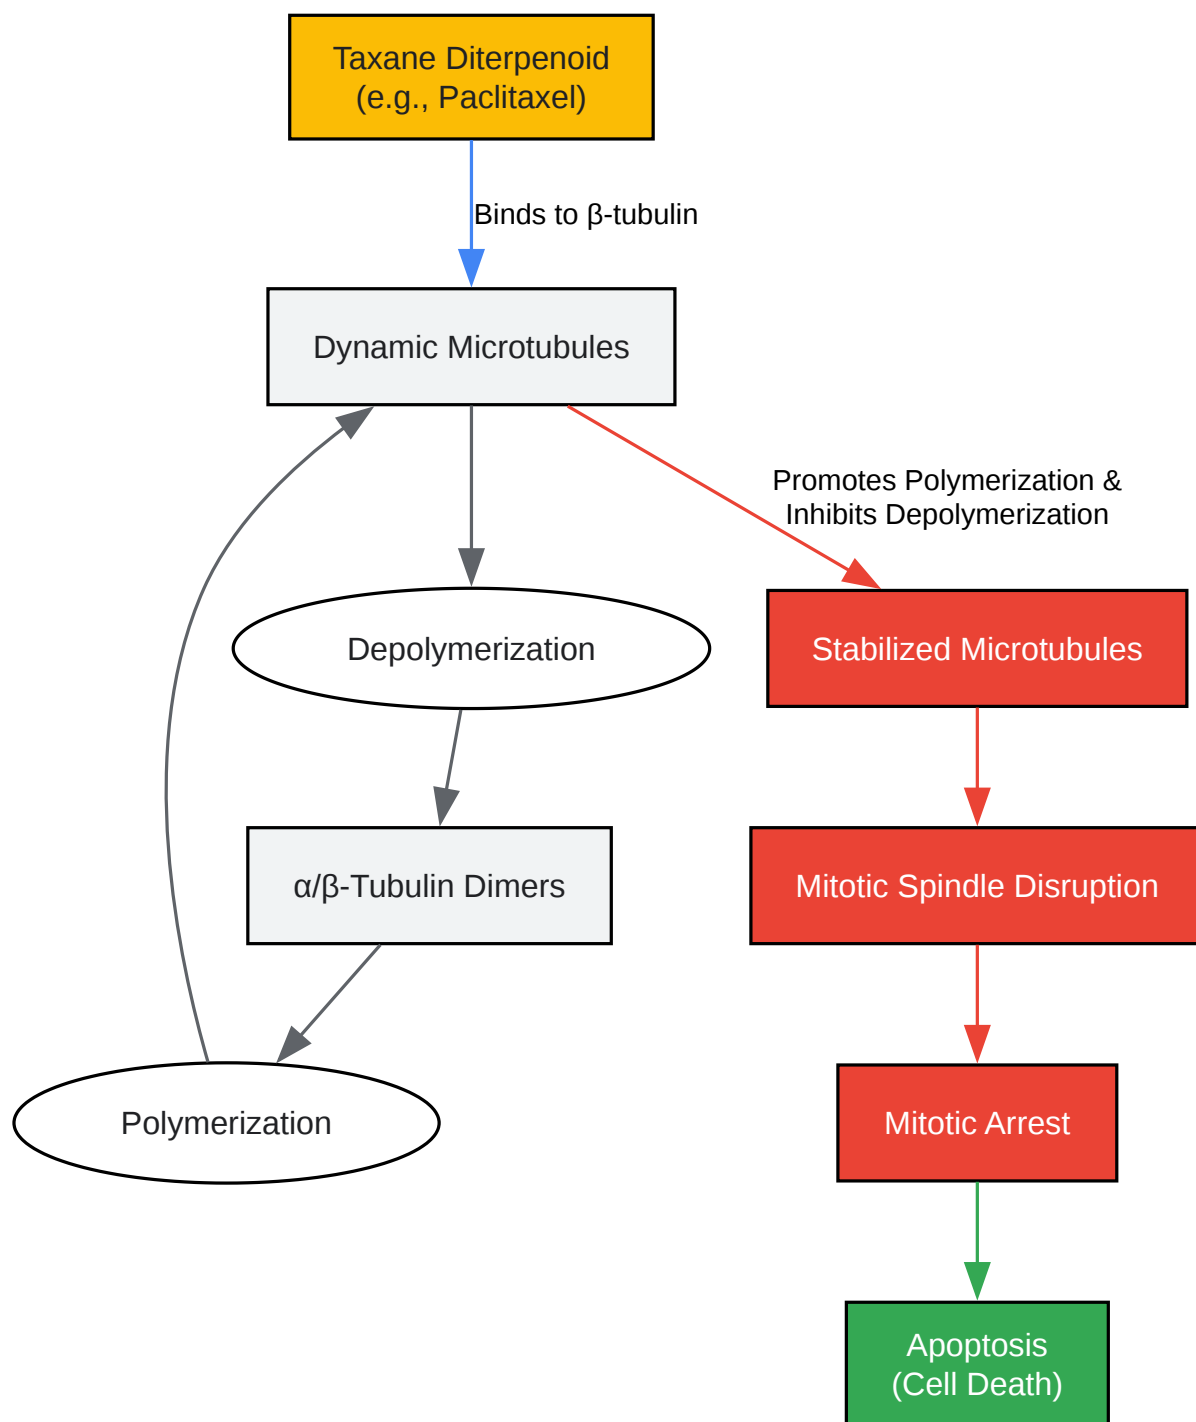 Taxane Diterpenoid
(e.g., Paclitaxel)
Binds to β-tubulin
Dynamic Microtubules
Promotes Polymerization &
Inhibits Depolymerization
Depolymerization
Stabilized Microtubules
α/β-Tubulin Dimers
Mitotic Spindle Disruption
Polymerization
Mitotic Arrest
Apoptosis
(Cell Death)